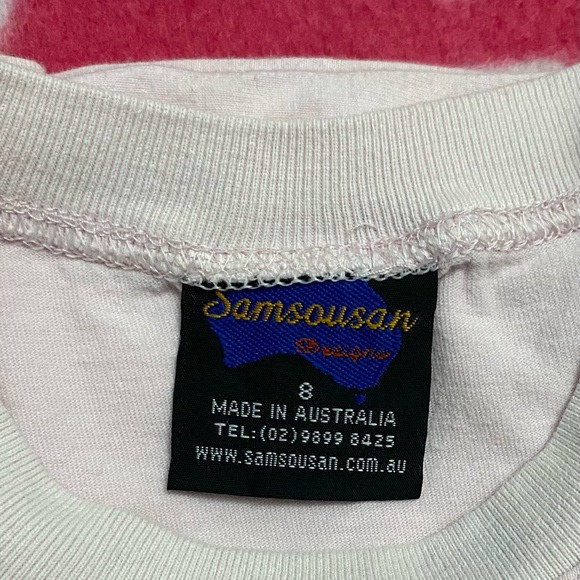 Samsousan
Designs
8
MADE IN AUSTRALIA
TEL:(02)9899 8425
www.samsousan.com.au